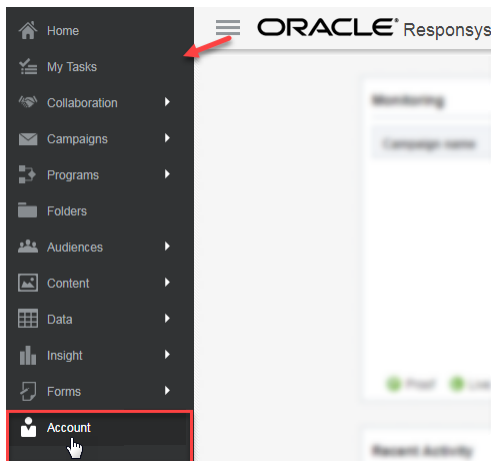 Home
ORACLE® Responsys
My Tasks
Collaboration
Campaigns
Programs
Folders
Audiences
Content
Data
Insight
Forms
Account
Monitoring
Campaign name
Proof
Recent Activity